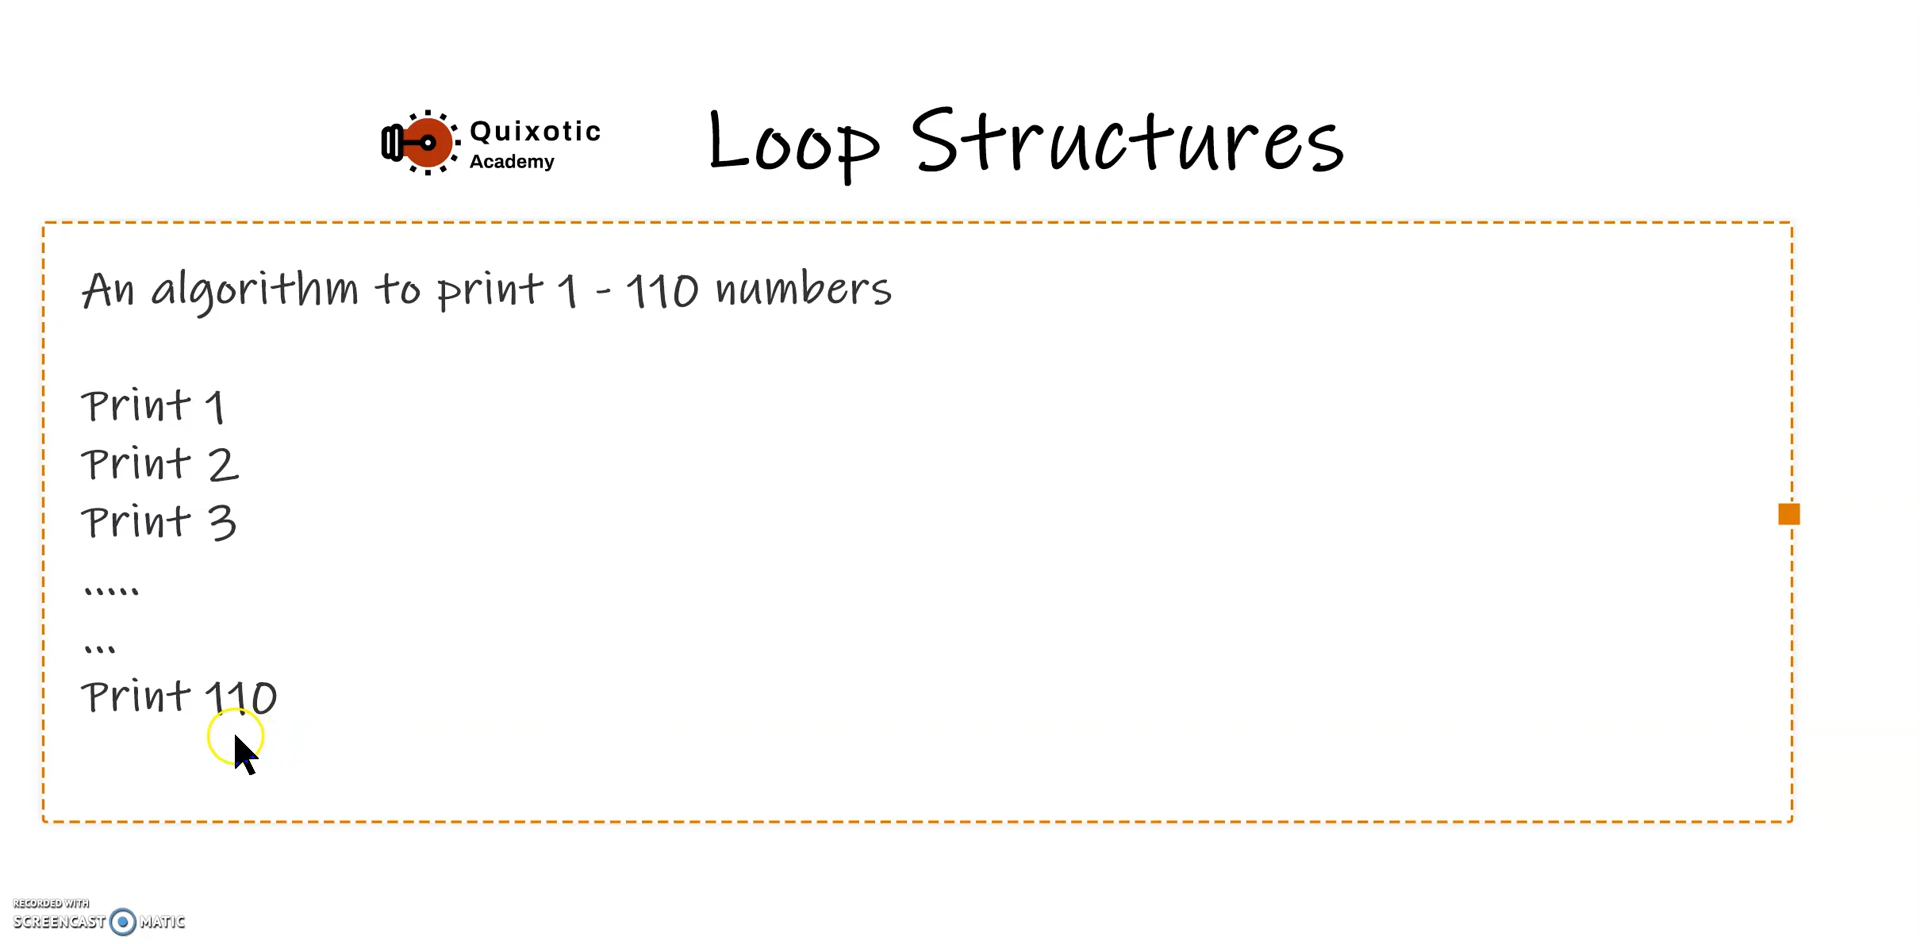 Quixotic
Academy
Loop Structures
An algorithm to print 1 - 110 numbers
Print 1
Print 2
Print 3
.....
...
Print 110
RECORDED WITH
SCREENCAST MATIC